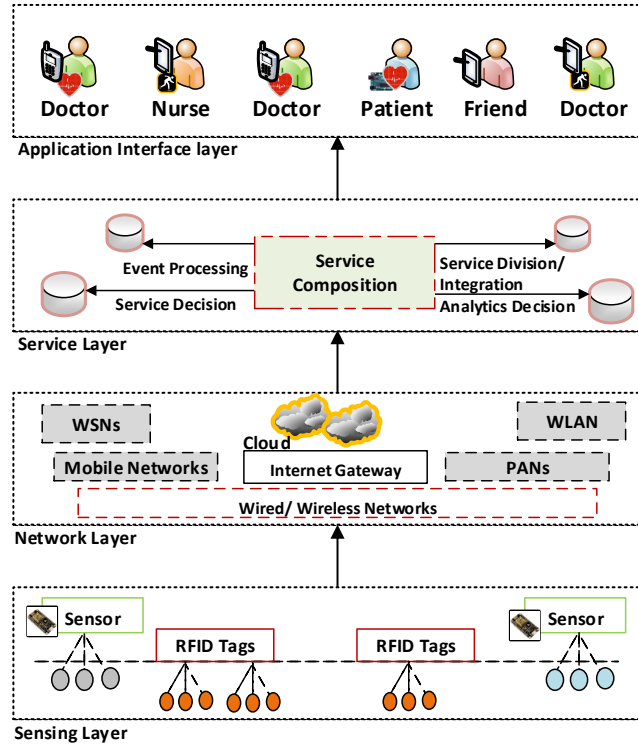 Doctor Nurse Doctor Patient Friend Doctor
Application Interface layer
Event Processing
Service Decision
Service
Composition
Service Division/
Integration
Analytics Decision
Service Layer
WSNs
Cloud
WLAN
Mobile Networks
Internet Gateway
PANs
Wired/ Wireless Networks
Network Layer
Sensor
Sensor
RFID Tags
RFID Tags
Sensing Layer